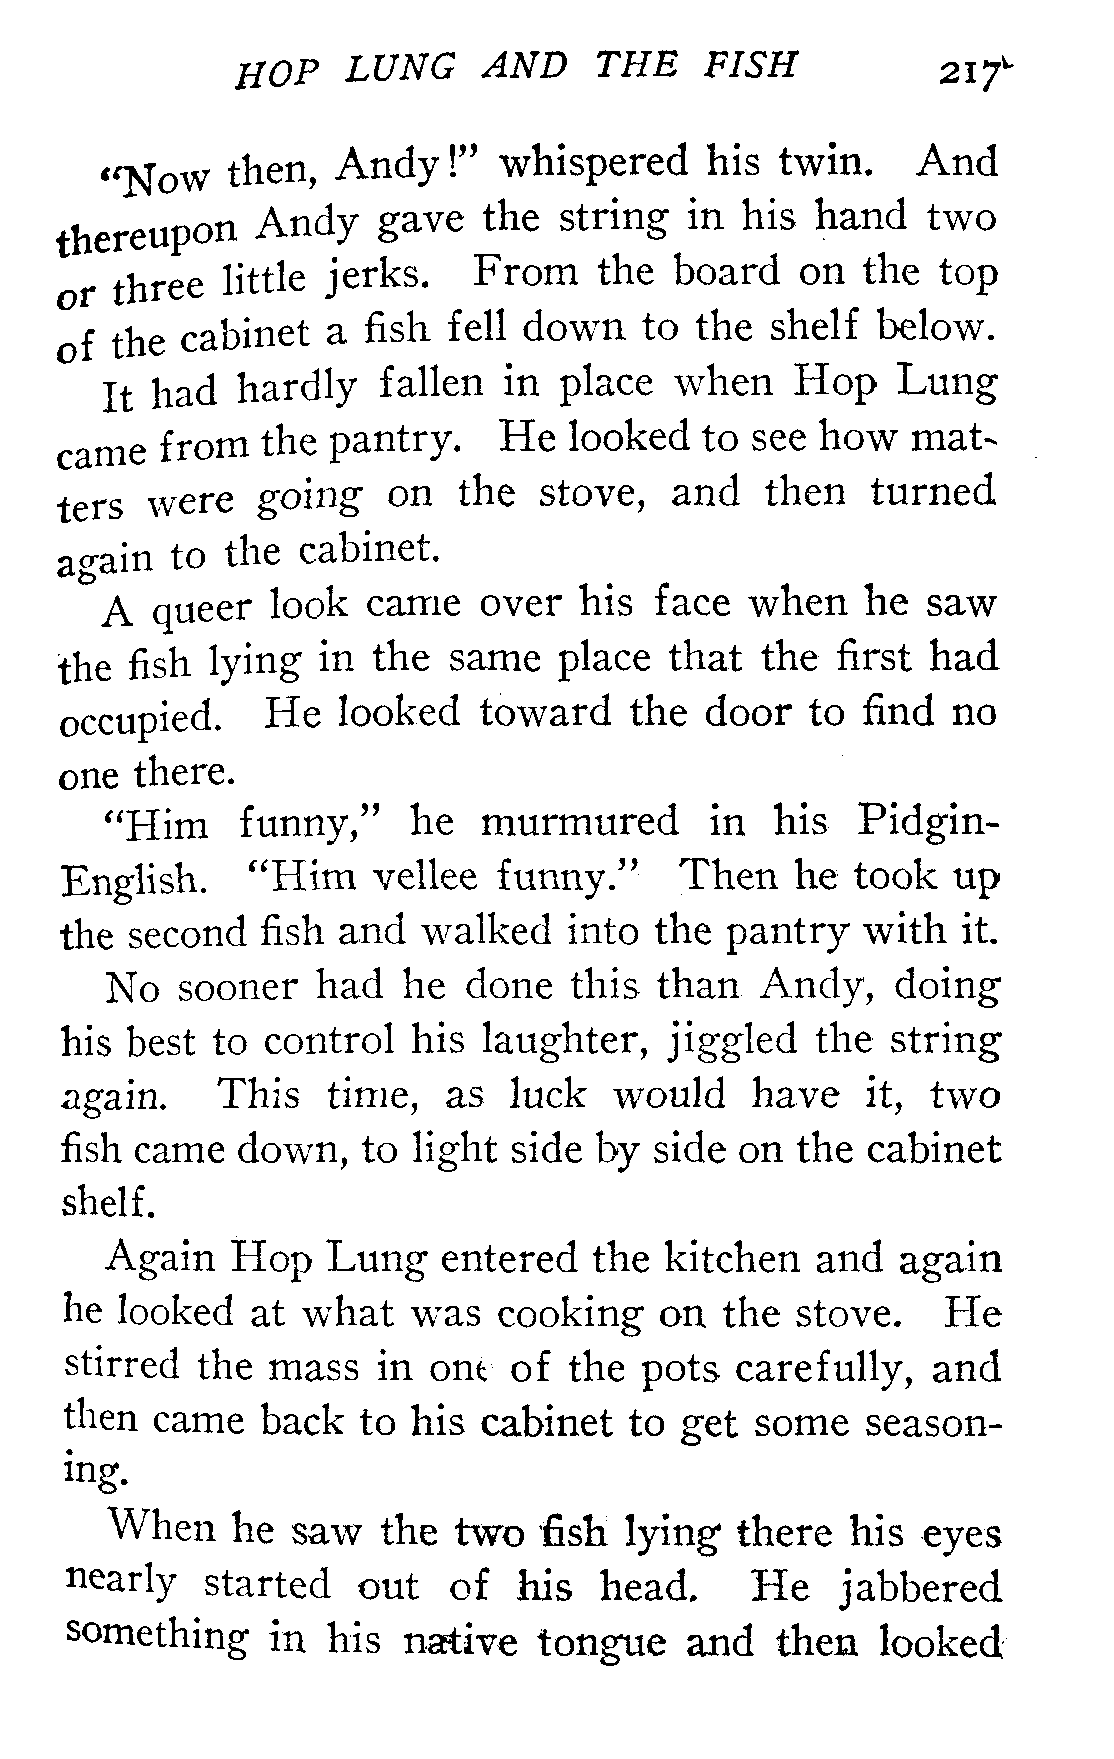 HOP LUNG AND THE FISH 217
"Now then, Andy!" whispered his twin. And
thereupon Andy gave the string in his hand two
or three little jerks. From the board on the top
of the cabinet a fish fell down to the shelf below.
It had hardly fallen in place when Hop Lung
came from the pantry. He looked to see how mat-
ters were going on the stove, and then turned
again to the cabinet.
A queer look came over his face when he saw
the fish lying in the same place that the first had
occupied. He looked toward the door to find no
one there.
"Him funny," he murmured in his Pidgin-
English. "Him vellee funny." Then he took up
the second fish and walked into the pantry with it.
No sooner had he done this than Andy, doing
his best to control his laughter, jiggled the string
again. This time, as luck would have it, two
fish came down, to light side by side on the cabinet
shelf.
Again Hop Lung entered the kitchen and again
he looked at what was cooking on the stove. He
stirred the mass in one of the pots carefully, and
then came back to his cabinet to get some season-
ing.
When he saw the two fish lying there his eyes
nearly started out of his head. He jabbered
something in his native tongue and then looked